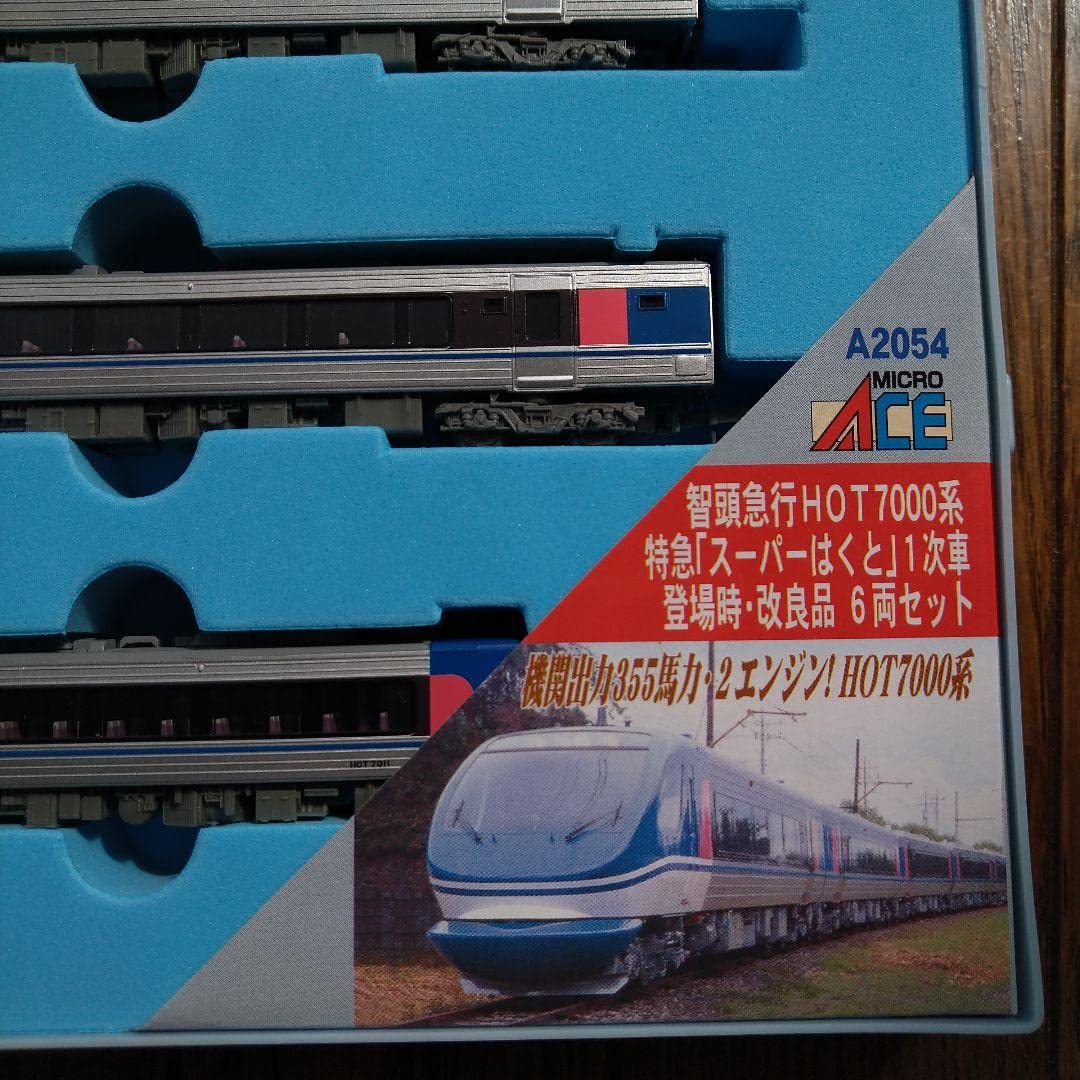 A2054
MICRO
ACE
智頭急行HOT7000系
特急「スーパーはくと」1次車
登場時・改良品 6両セット
機関出力355馬力・2エンジン! HOT7000系
HOT 7011